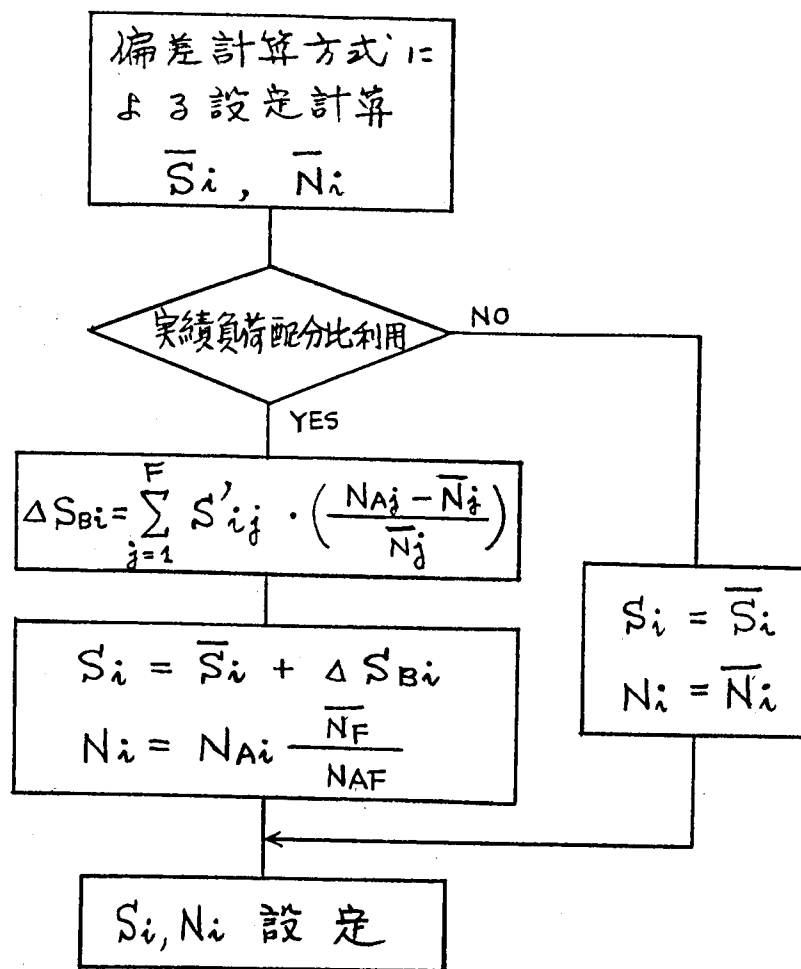 偏差計算方式に
よる設定計算
S̅i , N̅i
実績負荷配分比利用
NO
YES
ΔSBi = Σ(j=1→F) S'ij · ((NAj − N̅j) / N̅j)
Si = S̅i + ΔSBi
Ni = NAi N̅F / NAF
Si = S̅i
Ni = N̅i
Si, Ni 設定